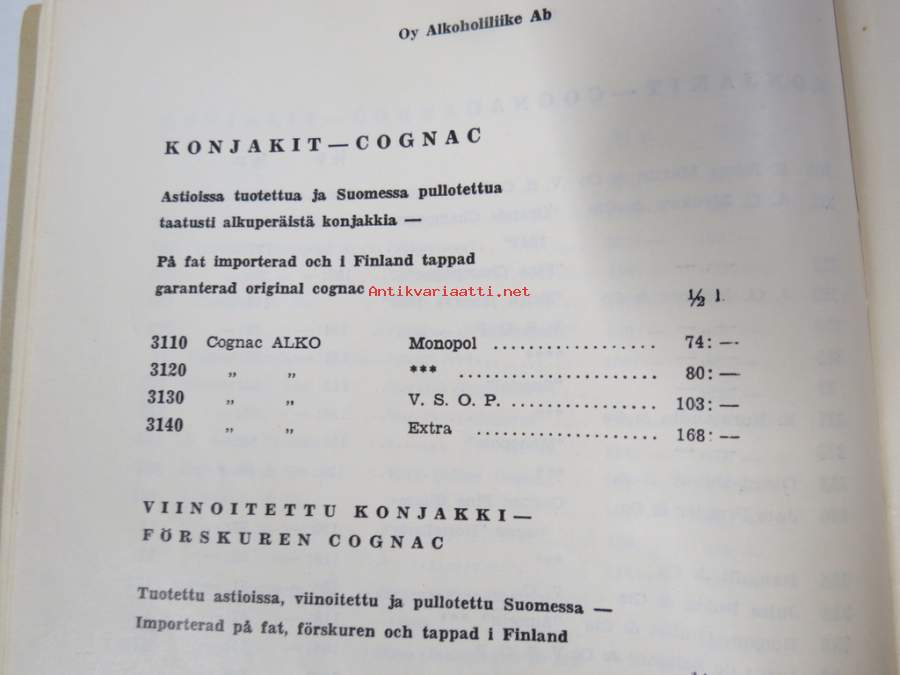 Oy Alkoholiliike Ab
KONJAKIT—COGNAC
Astioissa tuotettua ja Suomessa pullotettua
taatusti alkuperäistä konjakkia —
På fat importerad och i Finland tappad
garanterad original cognac
Antikvariaatti.net
½ l
3110 Cognac ALKO Monopol ................... 74:—
3120 „ „ *** ....................... 80:—
3130 „ „ V. S. O. P. ................... 103:—
3140 „ „ Extra ..................... 168:—
VIINOITETTU KONJAKKI—
FÖRSKUREN COGNAC
Tuotettu astioissa, viinoitettu ja pullotettu Suomessa —
Importerad på fat, förskuren och tappad i Finland